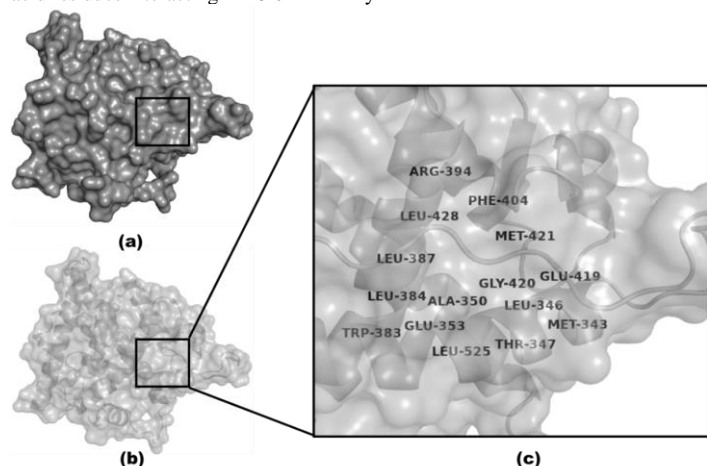 (a)
ARG-394
PHE-404
LEU-428
MET-421
LEU-387
GLY-420 GLU-419
LEU-384 ALA-350 LEU-346
TRP-383 GLU-353 MET-343
LEU-525 THR-347
(b)
(c)